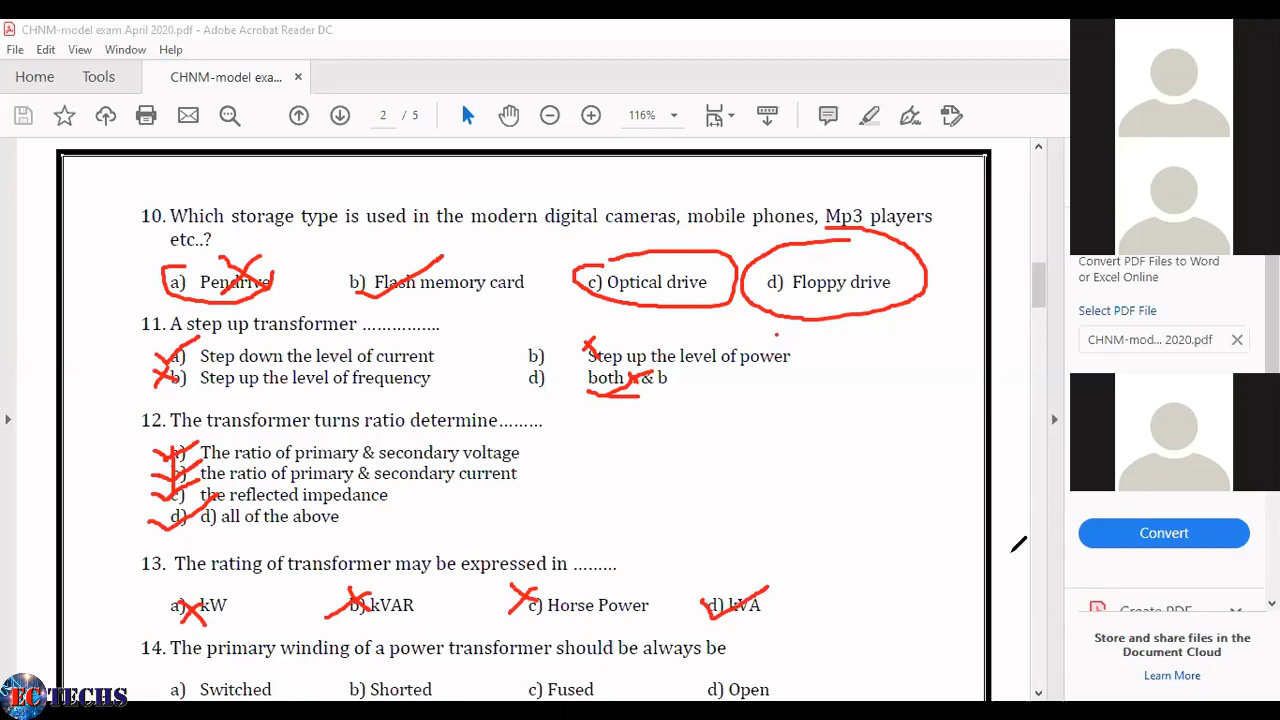 CHNM-model exam April 2020.pdf - Adobe Acrobat Reader DC
File Edit View Window Help
Home Tools CHNM-model exa... ×
2 / 5 116%
10. Which storage type is used in the modern digital cameras, mobile phones, Mp3 players
etc..?
a) Pendrive b) Flash memory card c) Optical drive d) Floppy drive
11. A step up transformer ……………..
a) Step down the level of current b) Step up the level of power
b) Step up the level of frequency d) both & b
12. The transformer turns ratio determine………
a) The ratio of primary & secondary voltage
b) the ratio of primary & secondary current
c) the reflected impedance
d) d) all of the above
13. The rating of transformer may be expressed in ………
a) kW b) kVAR c) Horse Power d) kVA
14. The primary winding of a power transformer should be always be
a) Switched b) Shorted c) Fused d) Open
Convert PDF Files to Word
or Excel Online
Select PDF File
CHNM-mod... 2020.pdf
Convert
Create PDF
Store and share files in the
Document Cloud
Learn More
EC TECHS